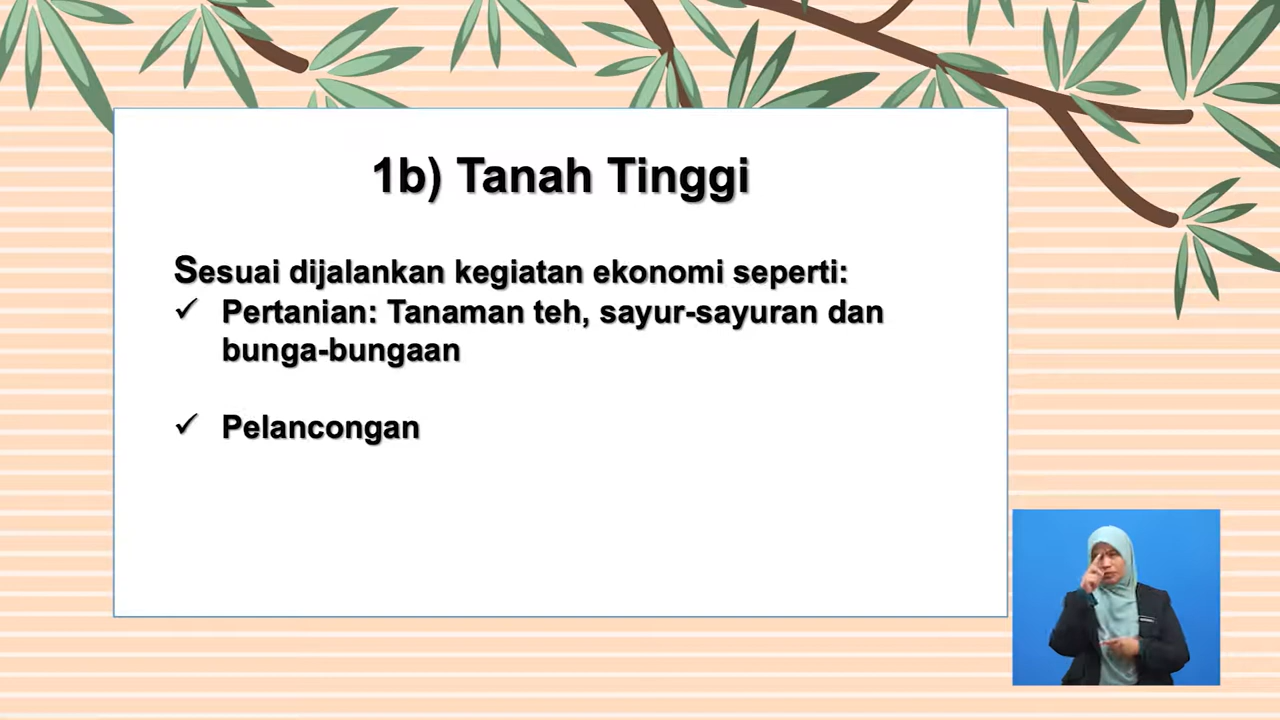 1b) Tanah Tinggi
Sesuai dijalankan kegiatan ekonomi seperti:
✓ Pertanian: Tanaman teh, sayur-sayuran dan
bunga-bungaan
✓ Pelancongan